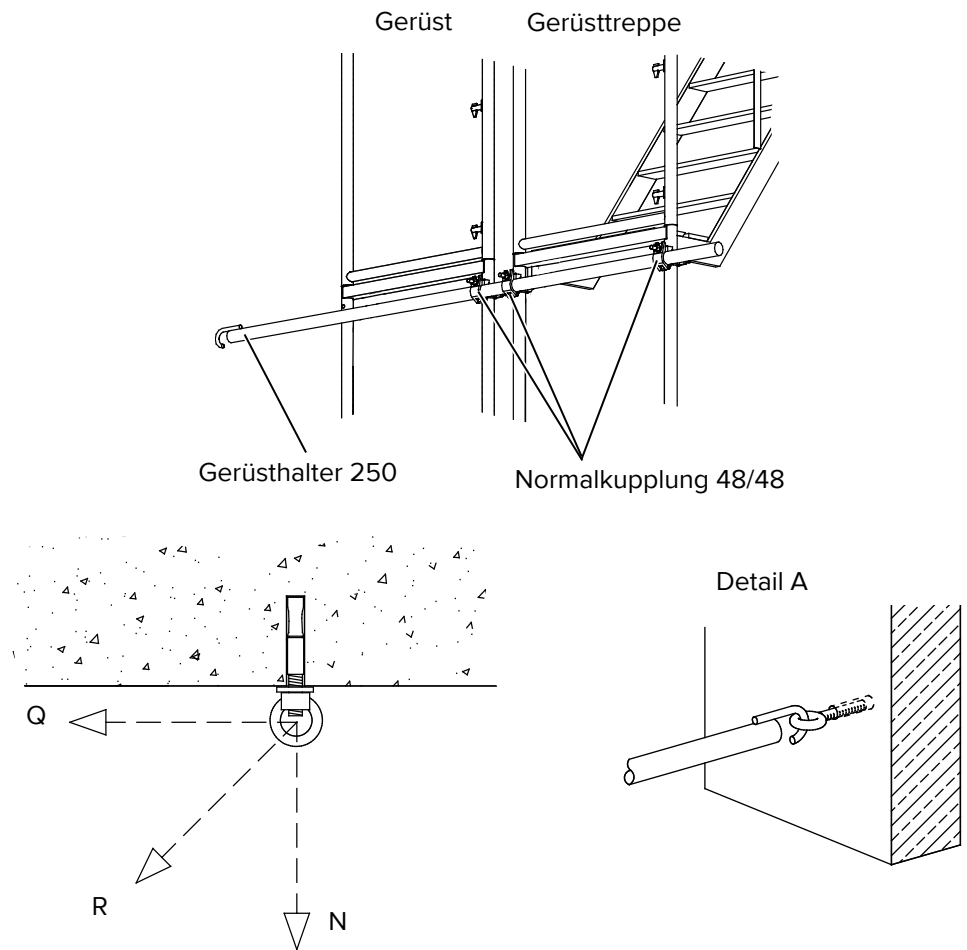 Gerüst
Gerüsttreppe
Gerüsthalter 250
Normalkupplung 48/48
Detail A
Q
R
N